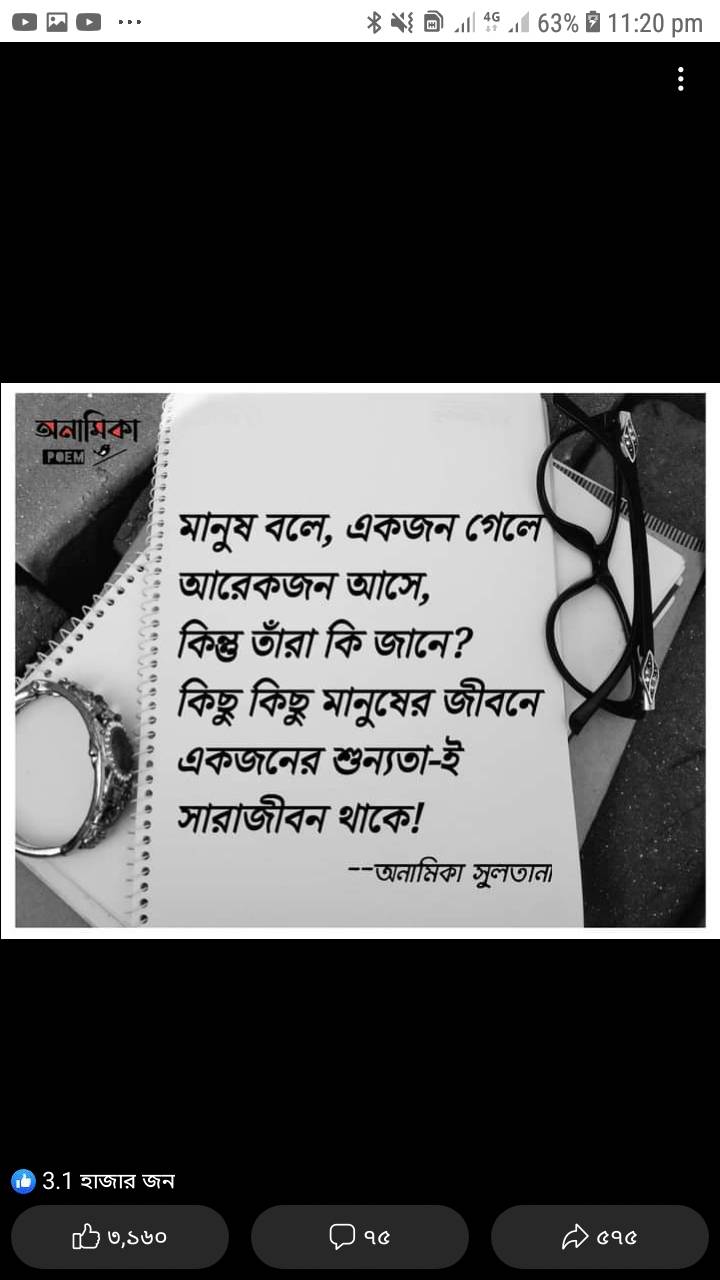 4G 63% 11:20 pm
অনামিকা
POEM
মানুষ বলে, একজন গেলে
আরেকজন আসে,
কিন্তু তাঁরা কি জানে?
কিছু কিছু মানুষের জীবনে
একজনের শুন্যতা-ই
সারাজীবন থাকে!
--অনামিকা সুলতানা
3.1 হাজার জন
৩,১৬০ ৭৫ ৫৭৫